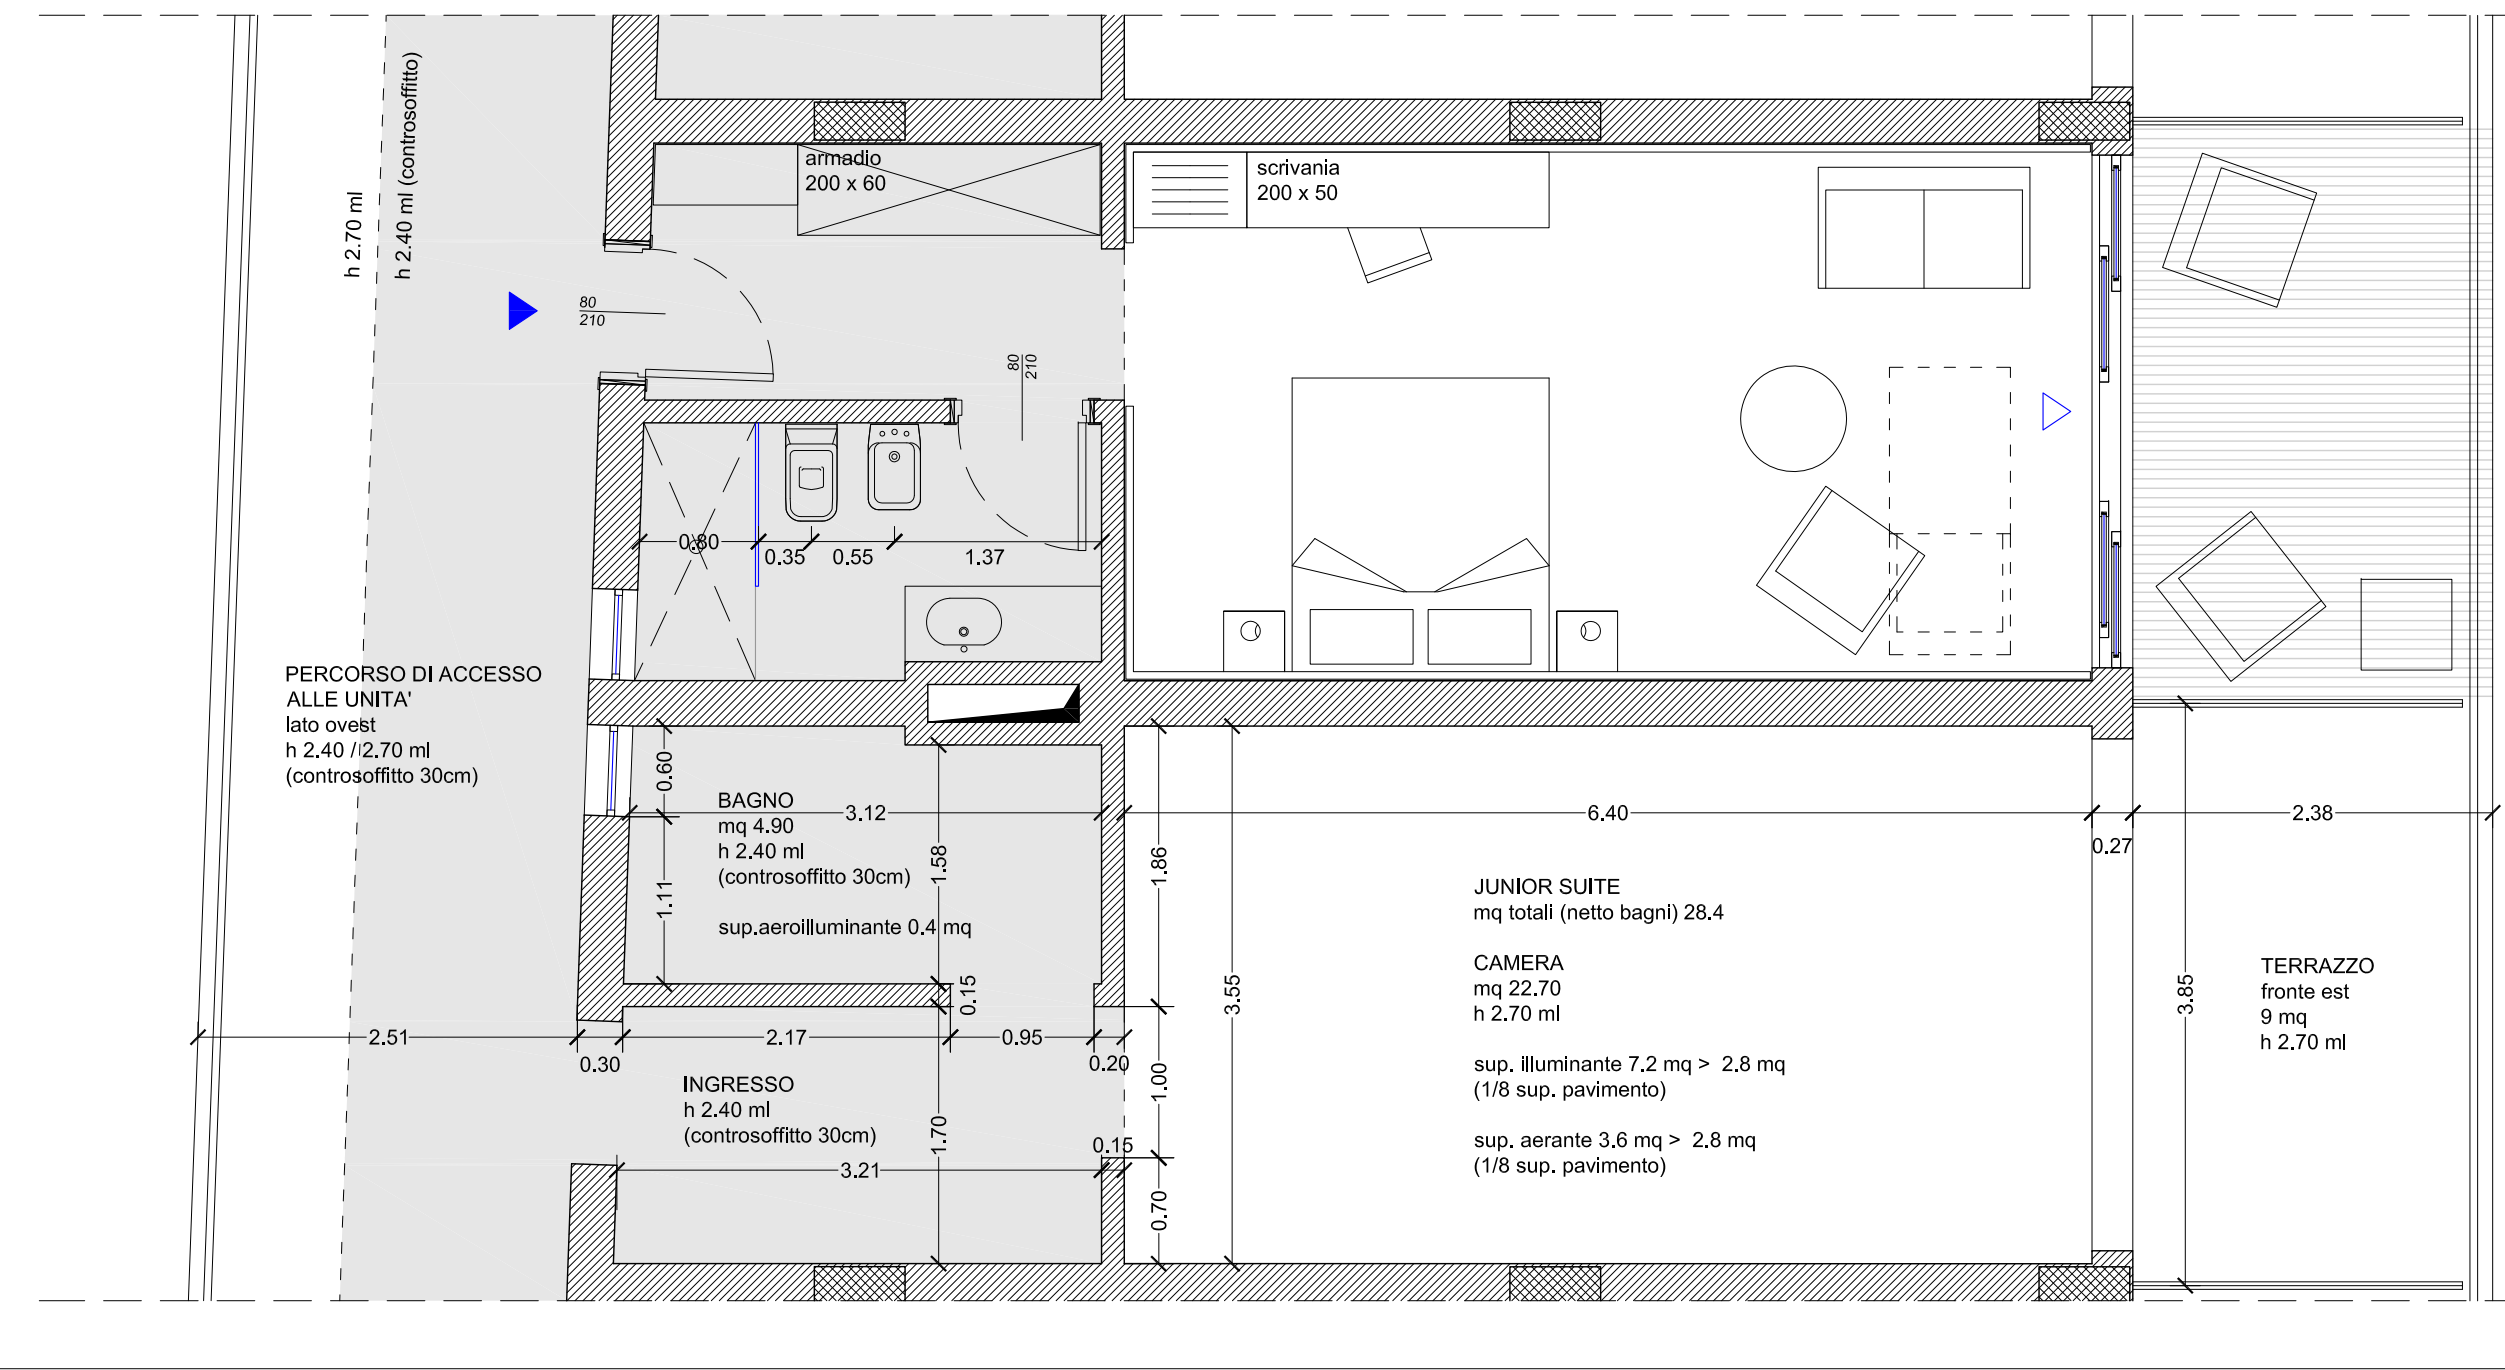 h 2.70 ml
h 2.40 ml (controsoffitto)
armadio
200 x 60
scrivania
200 x 50
80
210
80
210
0.80
0.35
0.55
1.37
PERCORSO DI ACCESSO
ALLE UNITA'
lato ovest
h 2.40 / 2.70 ml
(controsoffitto 30cm)
0.60
1.11
BAGNO
mq 4.90
h 2.40 ml
(controsoffitto 30cm)
sup.aeroilluminante 0.4 mq
3.12
1.58
1.86
3.55
6.40
0.27
2.38
JUNIOR SUITE
mq totali (netto bagni) 28.4
CAMERA
mq 22.70
h 2.70 ml
sup. illuminante 7.2 mq > 2.8 mq
(1/8 sup. pavimento)
sup. aerante 3.6 mq > 2.8 mq
(1/8 sup. pavimento)
3.85
TERRAZZO
fronte est
9 mq
h 2.70 ml
0.15
2.51
0.30
2.17
0.95
0.20
INGRESSO
h 2.40 ml
(controsoffitto 30cm)
1.70
1.00
0.15
3.21
0.70